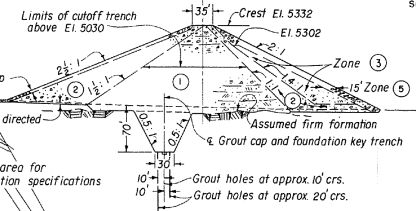 35'
Limits of cutoff trench
above El. 5030
Crest El. 5332
El. 5302
2½:1
1½:1
2:1
Zone 3
1
2
2
15' Zone 5
directed
Assumed firm formation
70'
0.5:1
0.5:1
℄ Grout cap and foundation key trench
30'
area for
tion specifications
10'
Grout holes at approx. 10' crs.
10'
Grout holes at approx. 20' crs.